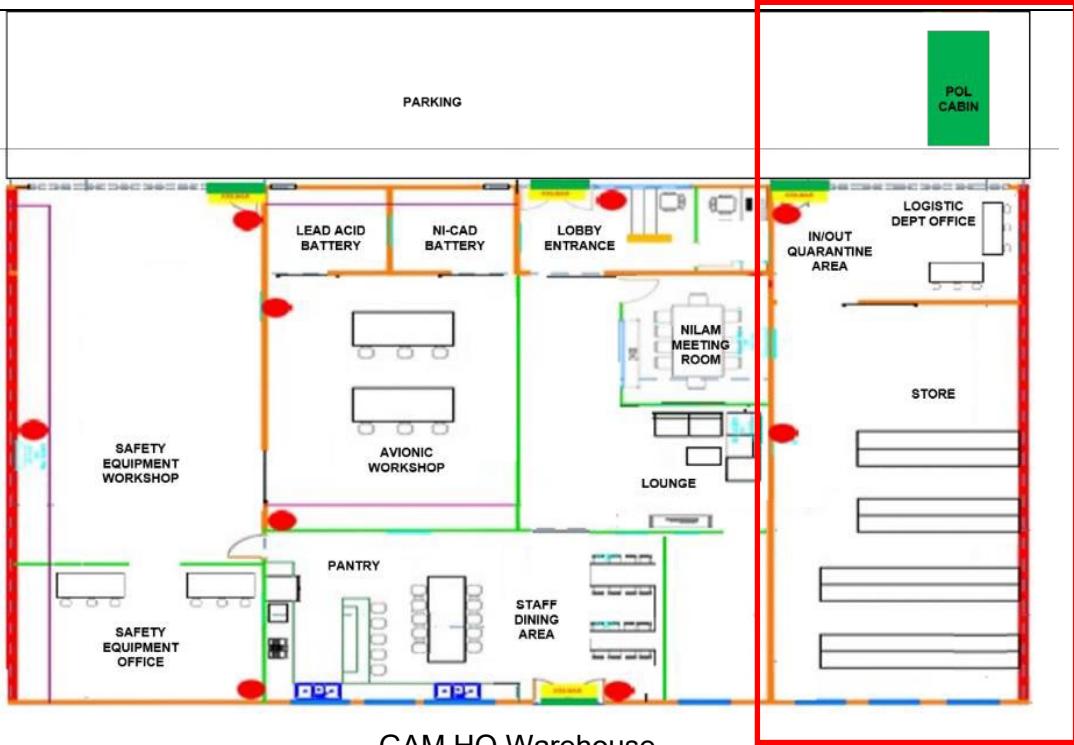 PARKING
POL
CABIN
LEAD ACID
BATTERY
NI-CAD
BATTERY
LOBBY
ENTRANCE
IN/OUT
QUARANTINE
AREA
LOGISTIC
DEPT OFFICE
NILAM
MEETING
ROOM
STORE
SAFETY
EQUIPMENT
WORKSHOP
AVIONIC
WORKSHOP
LOUNGE
PANTRY
STAFF
DINING
AREA
SAFETY
EQUIPMENT
OFFICE
GAM HQ Warehouse